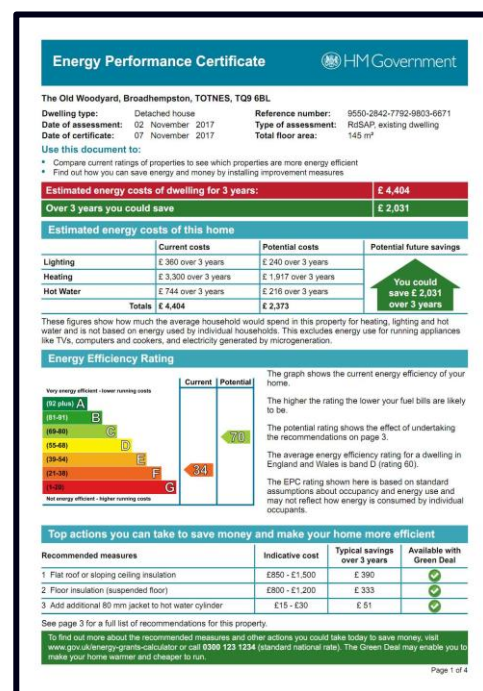 Energy Performance Certificate
HM Government
The Old Woodyard, Broadhempston, TOTNES, TQ9 6BL
Dwelling type: Detached house
Date of assessment: 02 November 2017
Date of certificate: 07 November 2017
Reference number: 9550-2842-7792-9803-6671
Type of assessment: RdSAP, existing dwelling
Total floor area: 145 m²
Use this document to:
• Compare current ratings of properties to see which properties are more energy efficient
• Find out how you can save energy and money by installing improvement measures
Estimated energy costs of dwelling for 3 years: £ 4,404
Over 3 years you could save £ 2,031
Estimated energy costs of this home
Current costs Potential costs Potential future savings
Lighting £ 360 over 3 years £ 240 over 3 years
Heating £ 3,300 over 3 years £ 1,917 over 3 years
Hot Water £ 744 over 3 years £ 216 over 3 years
Totals £ 4,404 £ 2,373
You could
save £ 2,031
over 3 years
These figures show how much the average household would spend in this property for heating, lighting and hot
water and is not based on energy used by individual households. This excludes energy use for running appliances
like TVs, computers and cookers, and electricity generated by microgeneration.
Energy Efficiency Rating
Current Potential
Very energy efficient - lower running costs
(92 plus) A
(81-91) B
(69-80) C
(55-68) D
(39-54) E
(21-38) F
(1-20) G
Not energy efficient - higher running costs
34
70
The graph shows the current energy efficiency of your
home.
The higher the rating the lower your fuel bills are likely
to be.
The potential rating shows the effect of undertaking
the recommendations on page 3.
The average energy efficiency rating for a dwelling in
England and Wales is band D (rating 60).
The EPC rating shown here is based on standard
assumptions about occupancy and energy use and
may not reflect how energy is consumed by individual
occupants.
Top actions you can take to save money and make your home more efficient
Recommended measures Indicative cost Typical savings over 3 years Available with Green Deal
1 Flat roof or sloping ceiling insulation £850 - £1,500 £ 390
2 Floor insulation (suspended floor) £800 - £1,200 £ 333
3 Add additional 80 mm jacket to hot water cylinder £15 - £30 £ 51
See page 3 for a full list of recommendations for this property.
To find out more about the recommended measures and other actions you could take today to save money, visit
www.gov.uk/energy-grants-calculator or call 0300 123 1234 (standard national rate). The Green Deal may enable you to
make your home warmer and cheaper to run.
Page 1 of 4